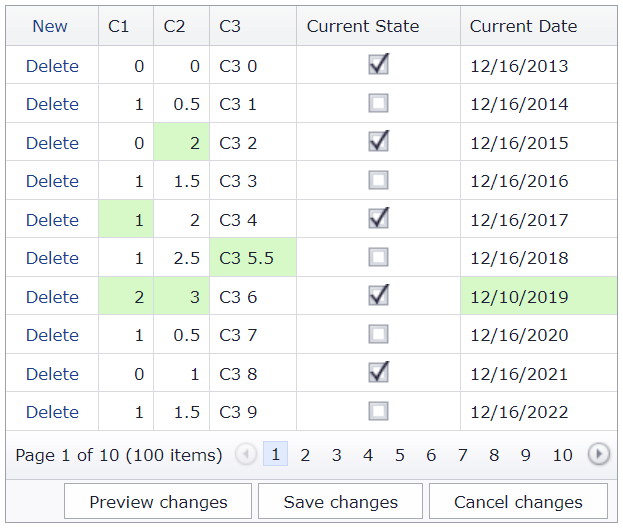 New C1 C2 C3 Current State Current Date
Delete 0 0 C3 0 12/16/2013
Delete 1 0.5 C3 1 12/16/2014
Delete 0 2 C3 2 12/16/2015
Delete 1 1.5 C3 3 12/16/2016
Delete 1 2 C3 4 12/16/2017
Delete 1 2.5 C3 5.5 12/16/2018
Delete 2 3 C3 6 12/10/2019
Delete 1 0.5 C3 7 12/16/2020
Delete 0 1 C3 8 12/16/2021
Delete 1 1.5 C3 9 12/16/2022
Page 1 of 10 (100 items) 1 2 3 4 5 6 7 8 9 10
Preview changes Save changes Cancel changes